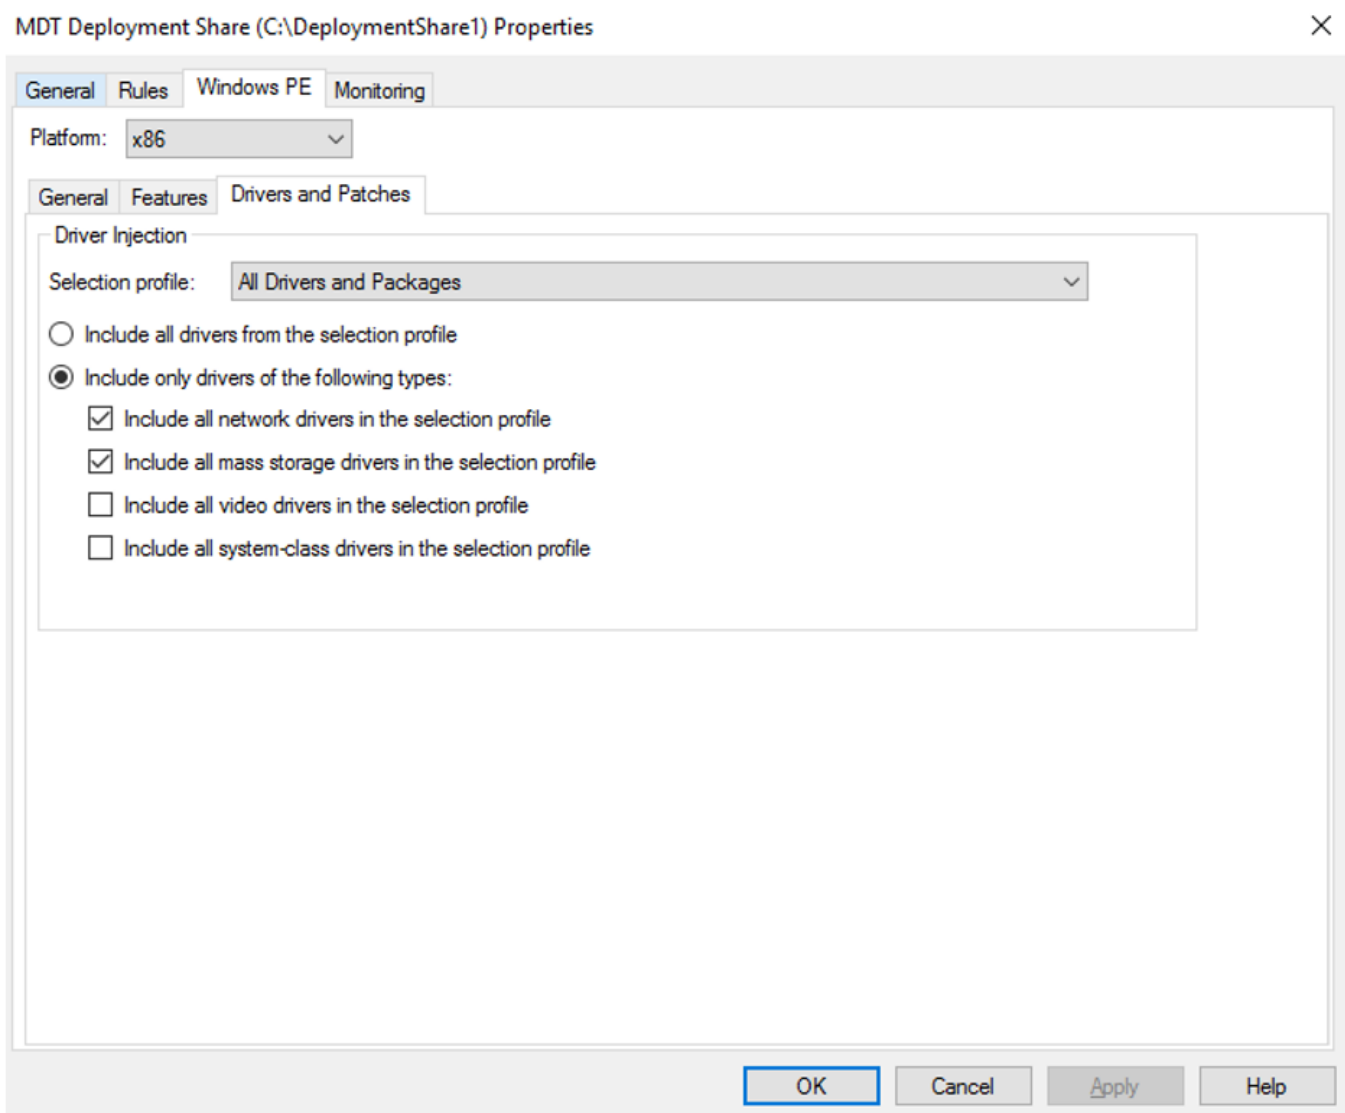 MDT Deployment Share (C:\DeploymentShare1) Properties
General Rules Windows PE Monitoring
Platform: x86
General Features Drivers and Patches
Driver Injection
Selection profile: All Drivers and Packages
Include all drivers from the selection profile
Include only drivers of the following types:
Include all network drivers in the selection profile
Include all mass storage drivers in the selection profile
Include all video drivers in the selection profile
Include all system-class drivers in the selection profile
OK Cancel Apply Help